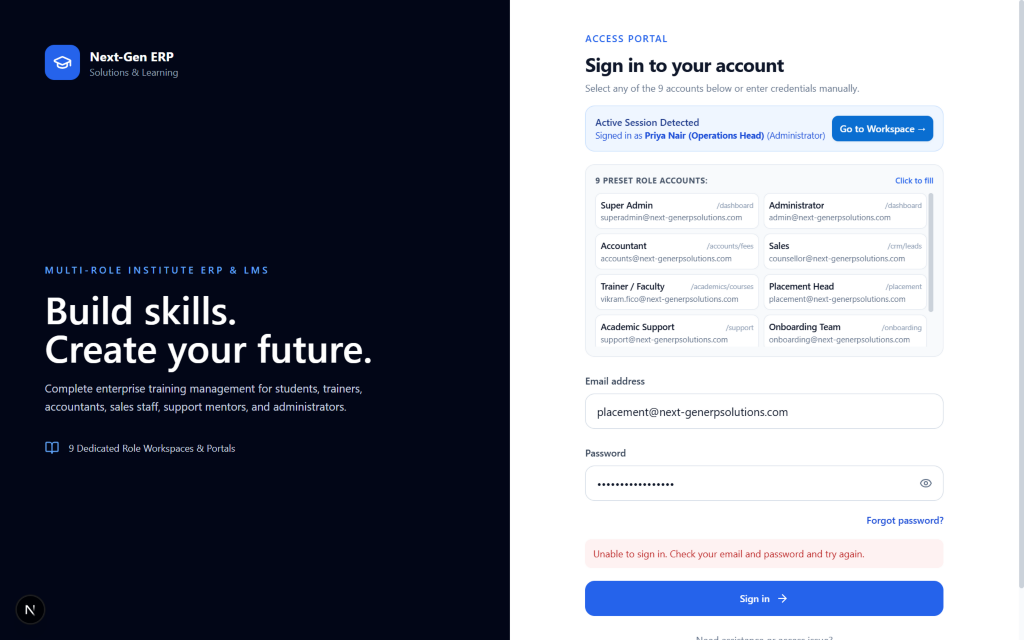 Next-Gen ERP
Solutions & Learning
MULTI-ROLE INSTITUTE ERP & LMS
Build skills.
Create your future.
Complete enterprise training management for students, trainers,
accountants, sales staff, support mentors, and administrators.
9 Dedicated Role Workspaces & Portals
N
ACCESS PORTAL
Sign in to your account
Select any of the 9 accounts below or enter credentials manually.
Active Session Detected
Signed in as Priya Nair (Operations Head) (Administrator)
Go to Workspace →
9 PRESET ROLE ACCOUNTS:
Click to fill
Super Admin /dashboard
superadmin@next-generpsolutions.com
Administrator /dashboard
admin@next-generpsolutions.com
Accountant /accounts/fees
accounts@next-generpsolutions.com
Sales /crm/leads
counsellor@next-generpsolutions.com
Trainer / Faculty /academics/courses
vikram.fico@next-generpsolutions.com
Placement Head /placement
placement@next-generpsolutions.com
Academic Support /support
support@next-generpsolutions.com
Onboarding Team /onboarding
onboarding@next-generpsolutions.com
Email address
placement@next-generpsolutions.com
Password
•••••••••••••••••
Forgot password?
Unable to sign in. Check your email and password and try again.
Sign in →
Need assistance or access issue?